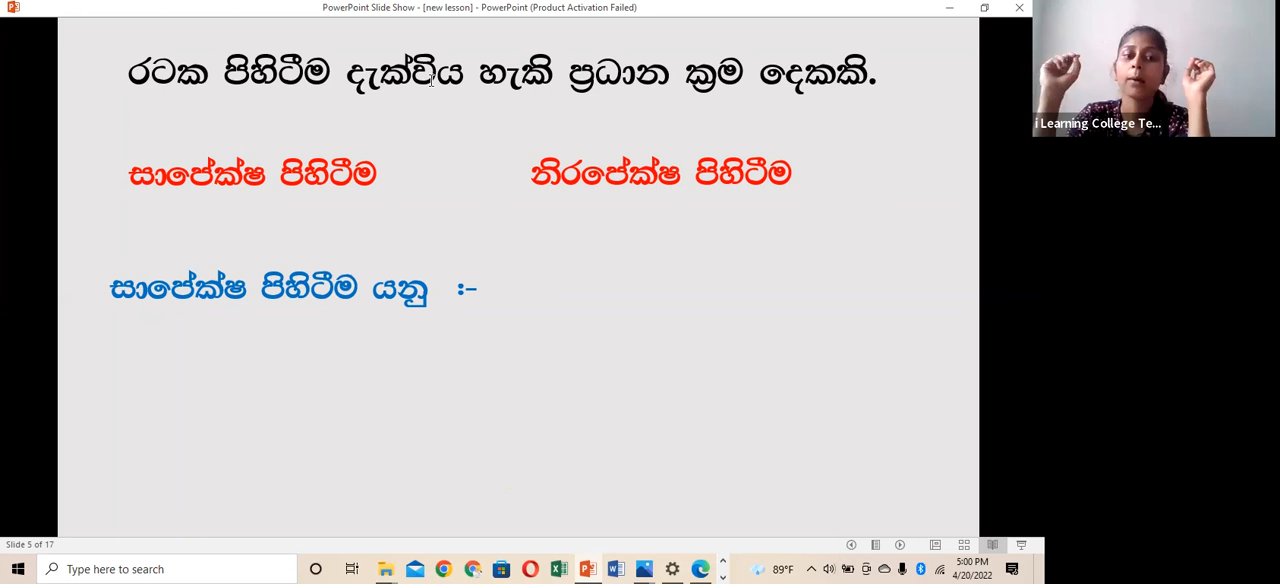 PowerPoint Slide Show - [new lesson] - PowerPoint (Product Activation Failed)
රටක පිහිටීම දැක්විය හැකි ප්‍රධාන ක්‍රම දෙකකි.
i Learning College Te...
සාපේක්ෂ පිහිටීම නිරපේක්ෂ පිහිටීම
සාපේක්ෂ පිහිටීම යනු :-
Slide 5 of 17
Type here to search
89°F
5:00 PM
4/20/2022